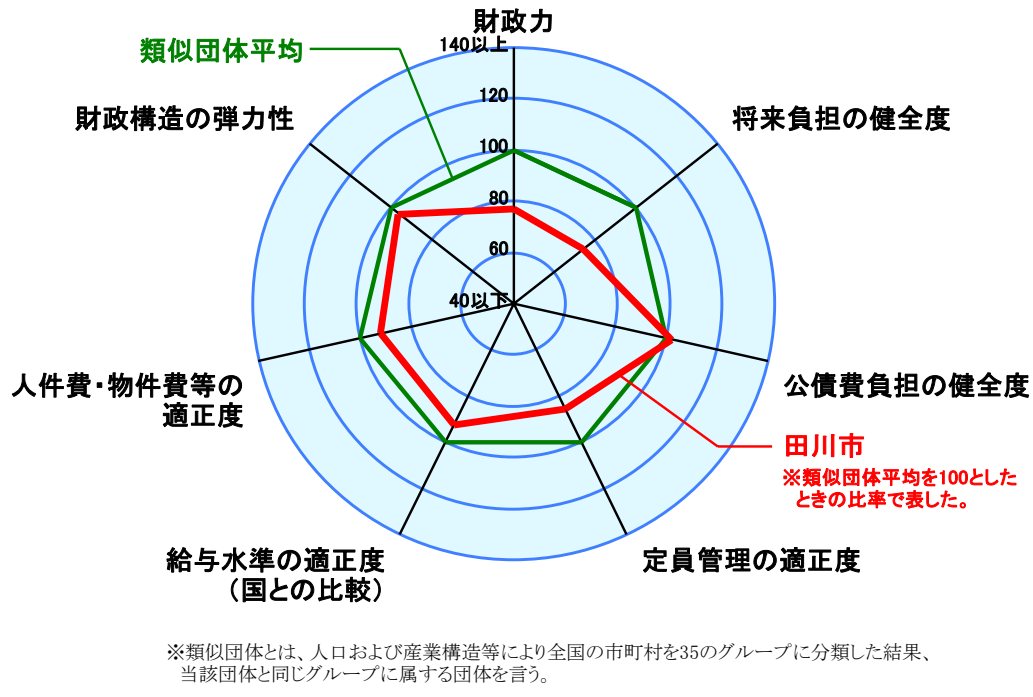 財政力
140以上
類似団体平均
120
将来負担の健全度
財政構造の弾力性
100
80
60
40以下
公債費負担の健全度
人件費・物件費等の
適正度
田川市
※類似団体平均を100とした
ときの比率で表した。
給与水準の適正度
(国との比較)
定員管理の適正度
※類似団体とは、人口および産業構造等により全国の市町村を35のグループに分類した結果、
当該団体と同じグループに属する団体を言う。